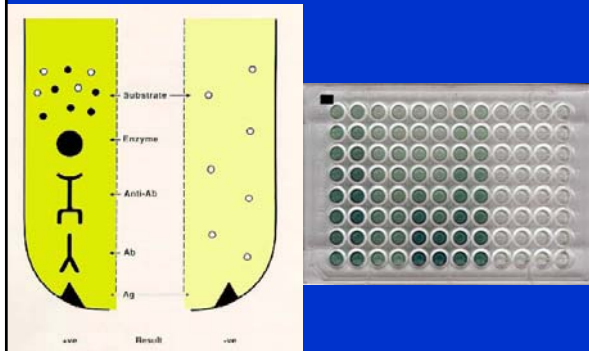 Substrate
Enzyme
Anti-Ab
Ab
Ag
+ve Result -ve